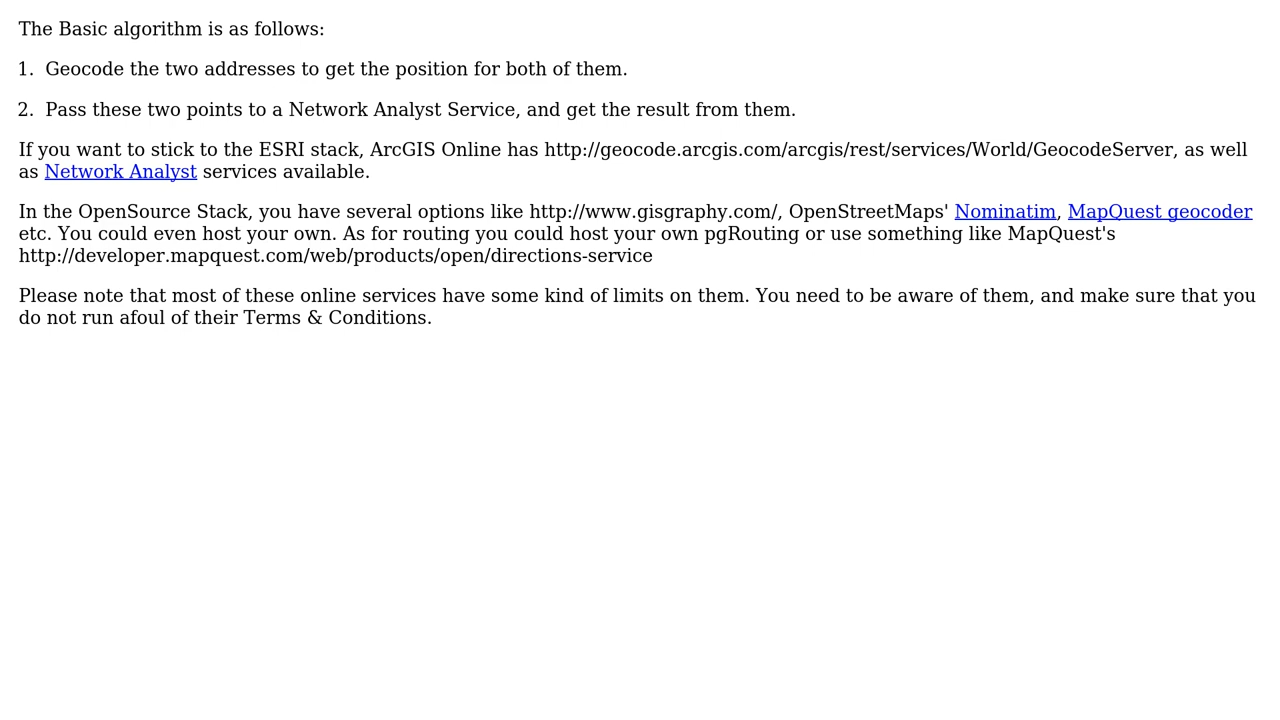 The Basic algorithm is as follows:
1. Geocode the two addresses to get the position for both of them.
2. Pass these two points to a Network Analyst Service, and get the result from them.
If you want to stick to the ESRI stack, ArcGIS Online has http://geocode.arcgis.com/arcgis/rest/services/World/GeocodeServer, as well
as Network Analyst services available.
In the OpenSource Stack, you have several options like http://www.gisgraphy.com/, OpenStreetMaps' Nominatim, MapQuest geocoder
etc. You could even host your own. As for routing you could host your own pgRouting or use something like MapQuest's
http://developer.mapquest.com/web/products/open/directions-service
Please note that most of these online services have some kind of limits on them. You need to be aware of them, and make sure that you
do not run afoul of their Terms & Conditions.